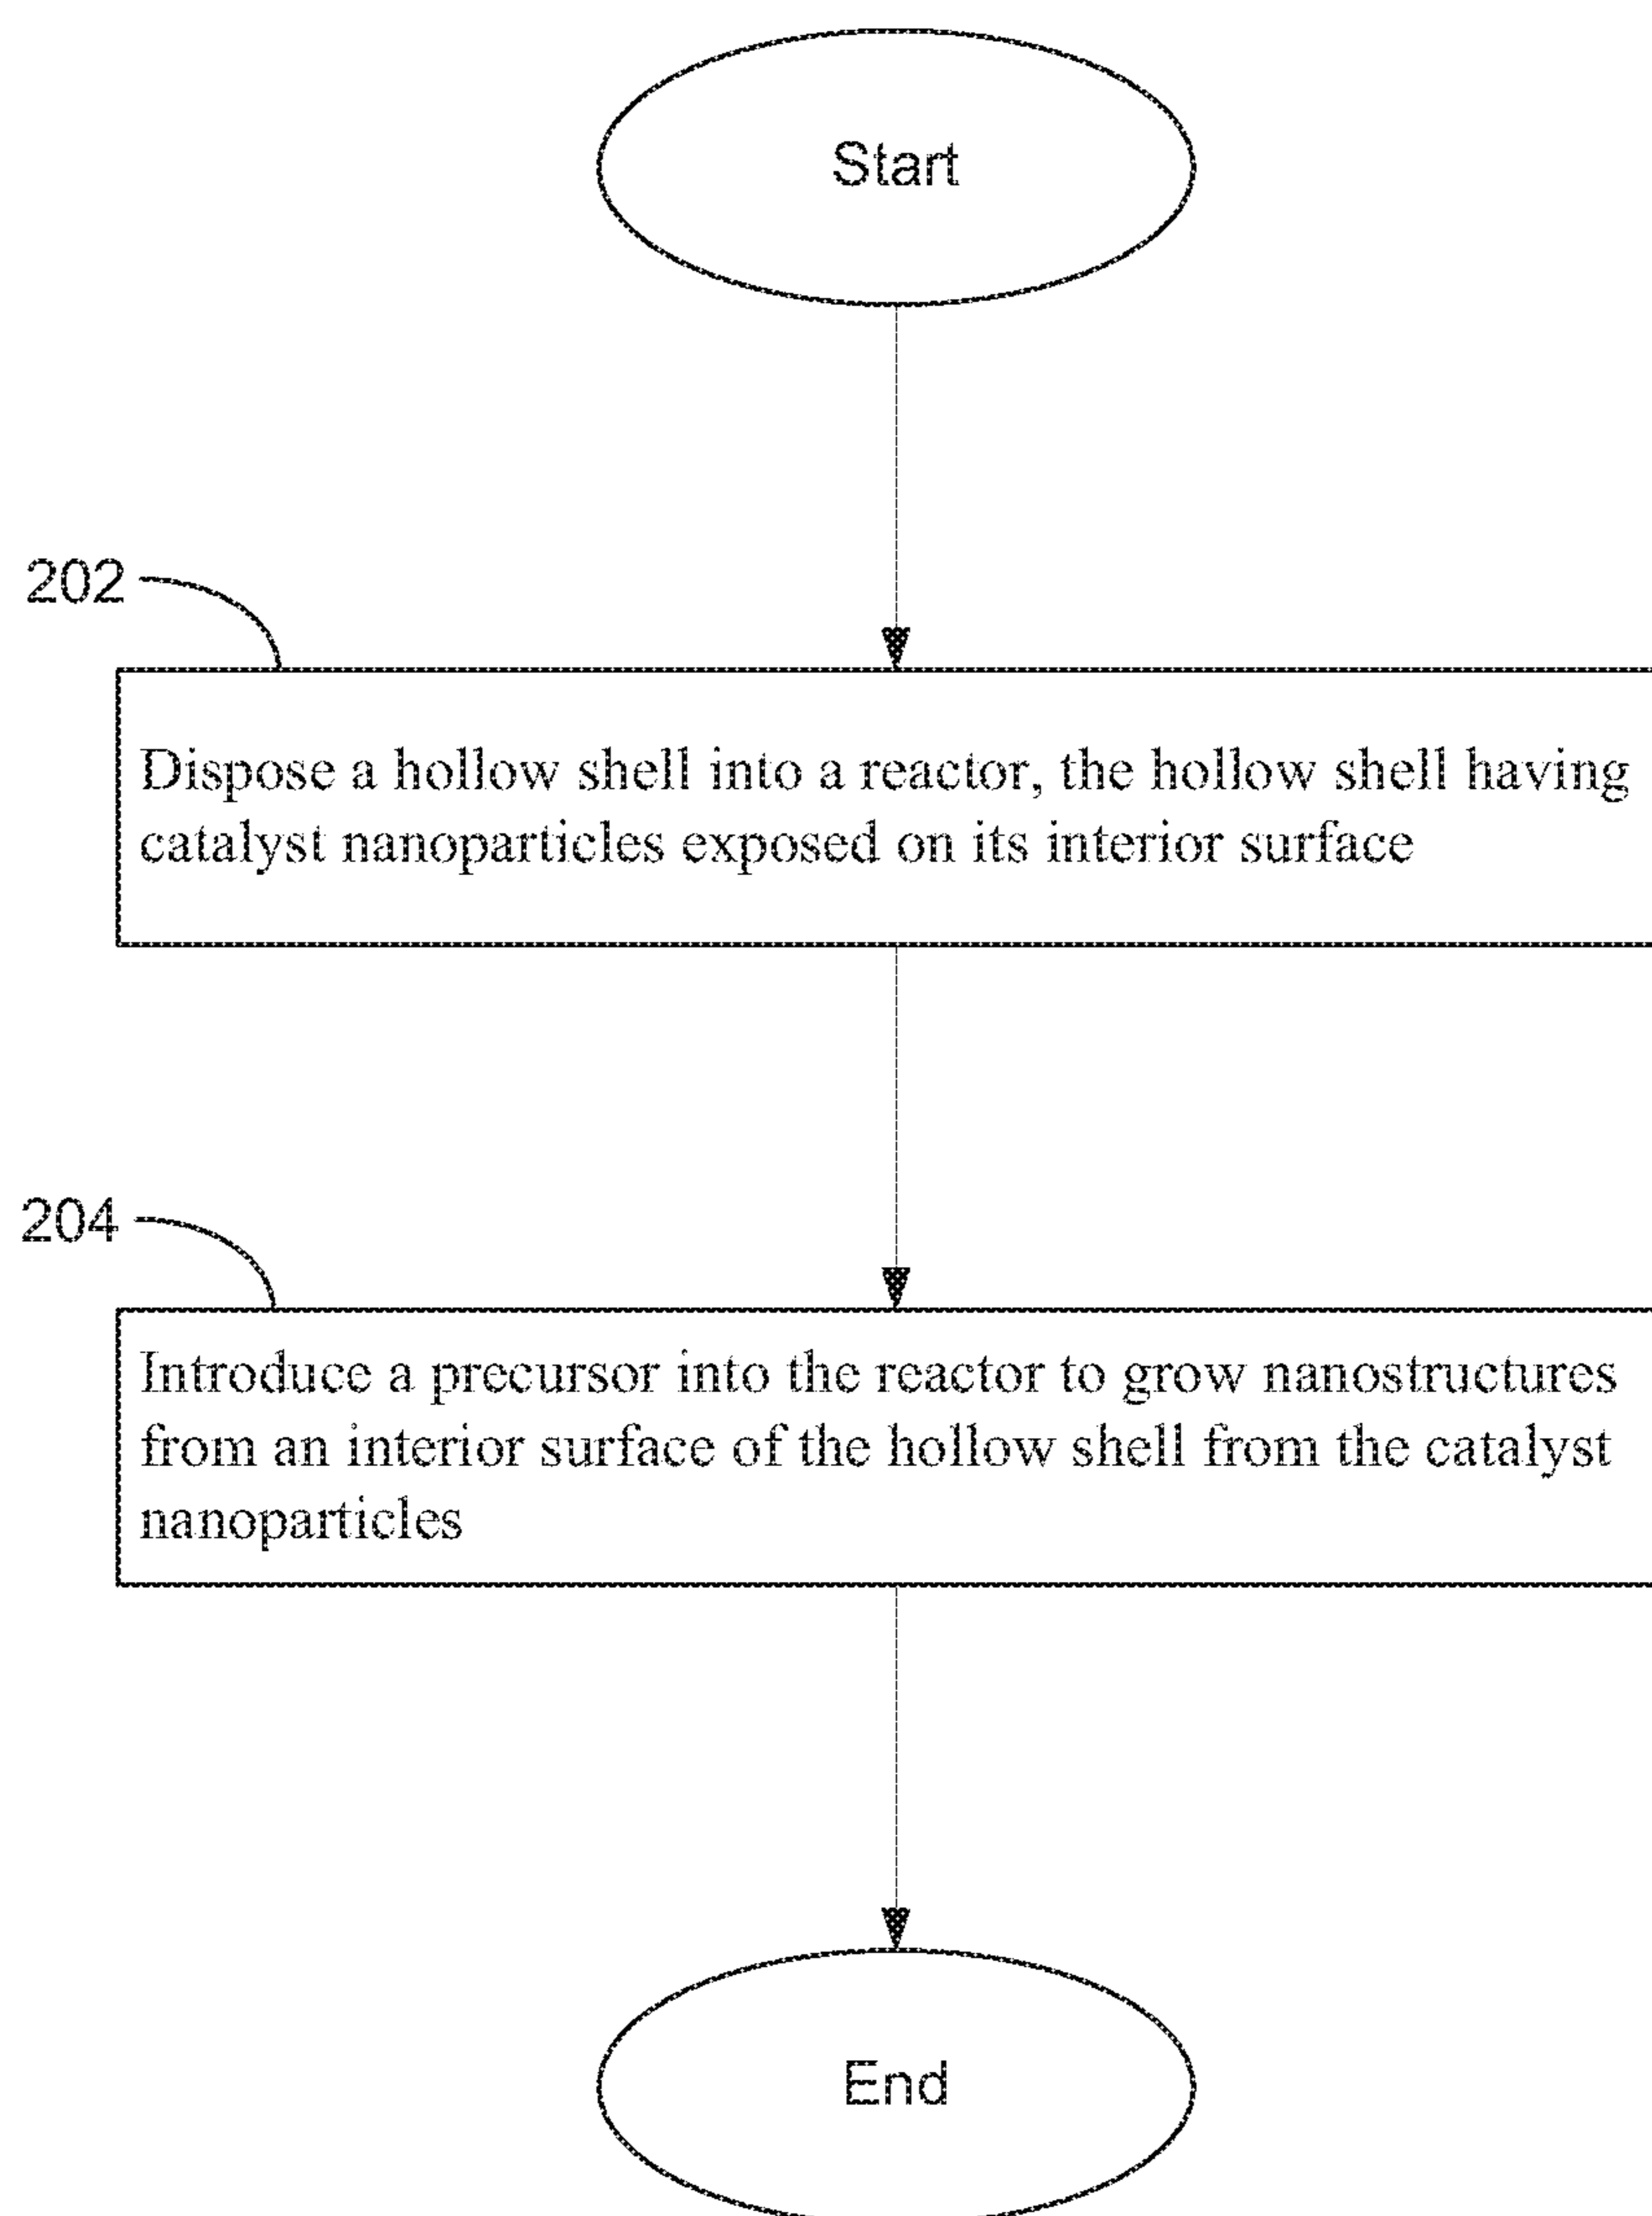 Start
202
Dispose a hollow shell into a reactor, the hollow shell having
catalyst nanoparticles exposed on its interior surface
204
Introduce a precursor into the reactor to grow nanostructures
from an interior surface of the hollow shell from the catalyst
nanoparticles
End